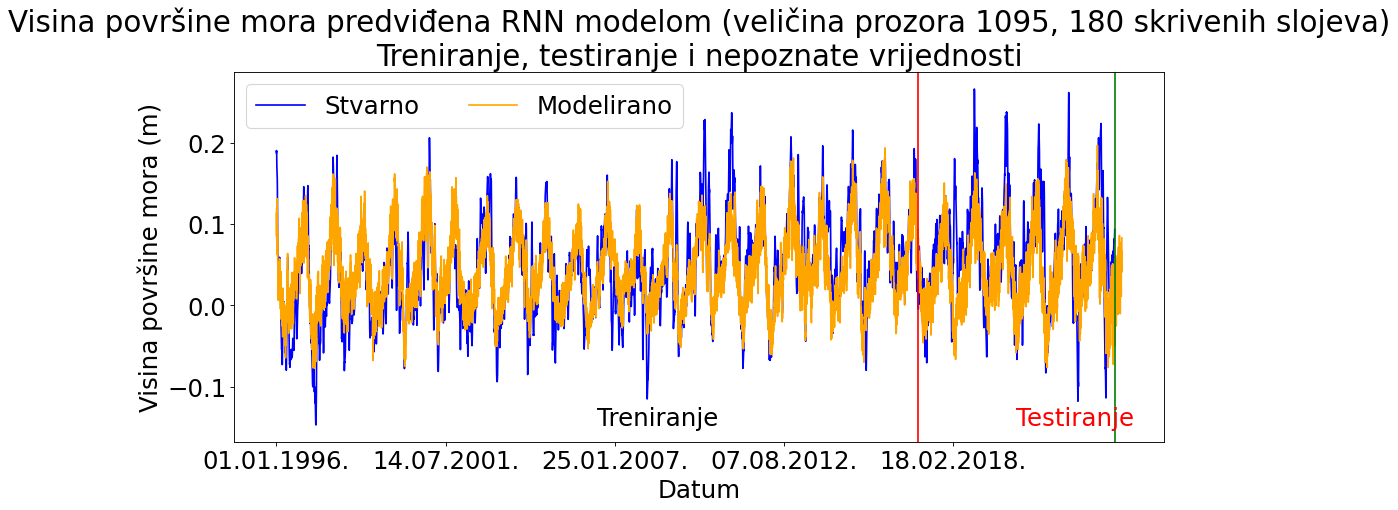 Visina površine mora predviđena RNN modelom (veličina prozora 1095, 180 skrivenih slojeva)
Treniranje, testiranje i nepoznate vrijednosti
Stvarno Modelirano
Visina površine mora (m)
0.2
0.1
0.0
−0.1
Treniranje Testiranje
01.01.1996. 14.07.2001. 25.01.2007. 07.08.2012. 18.02.2018.
Datum